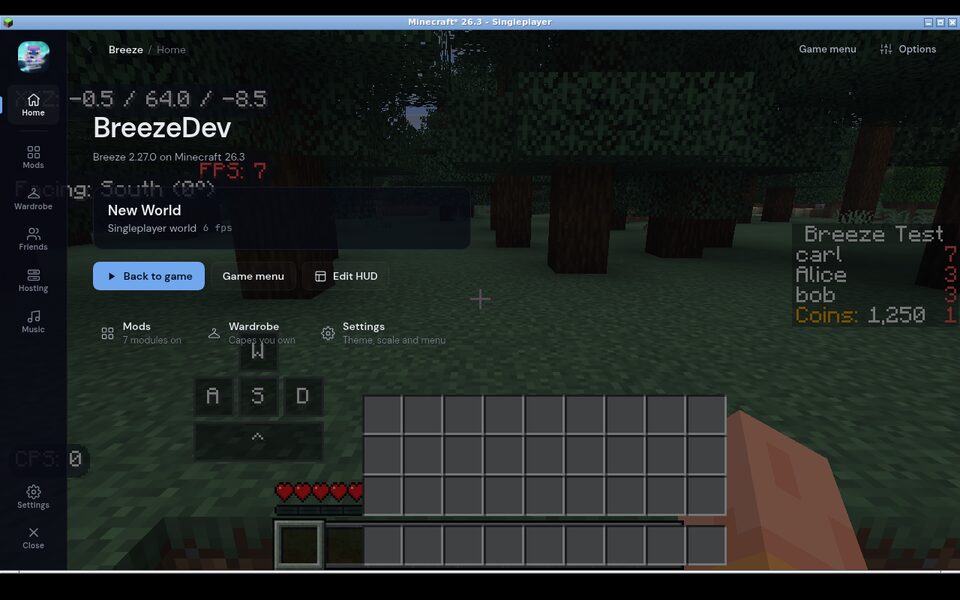 Minecraft* 26.3 - Singleplayer
Breeze / Home
Game menu
Options
XYZ: -0.5 / 64.0 / -8.5
Home
BreezeDev
Breeze 2.27.0 on Minecraft 26.3
FPS: 7
Mods
Facing: South (0°)
Wardrobe
New World
Singleplayer world 6 fps
Friends
Breeze Test
carl 7
Alice 3
bob 3
Coins: 1,250 1
Hosting
Back to game
Game menu
Edit HUD
Music
Mods
7 modules on
Wardrobe
Capes you own
Settings
Theme, scale and menu
W
A S D
^
CPS: 0
Settings
Close